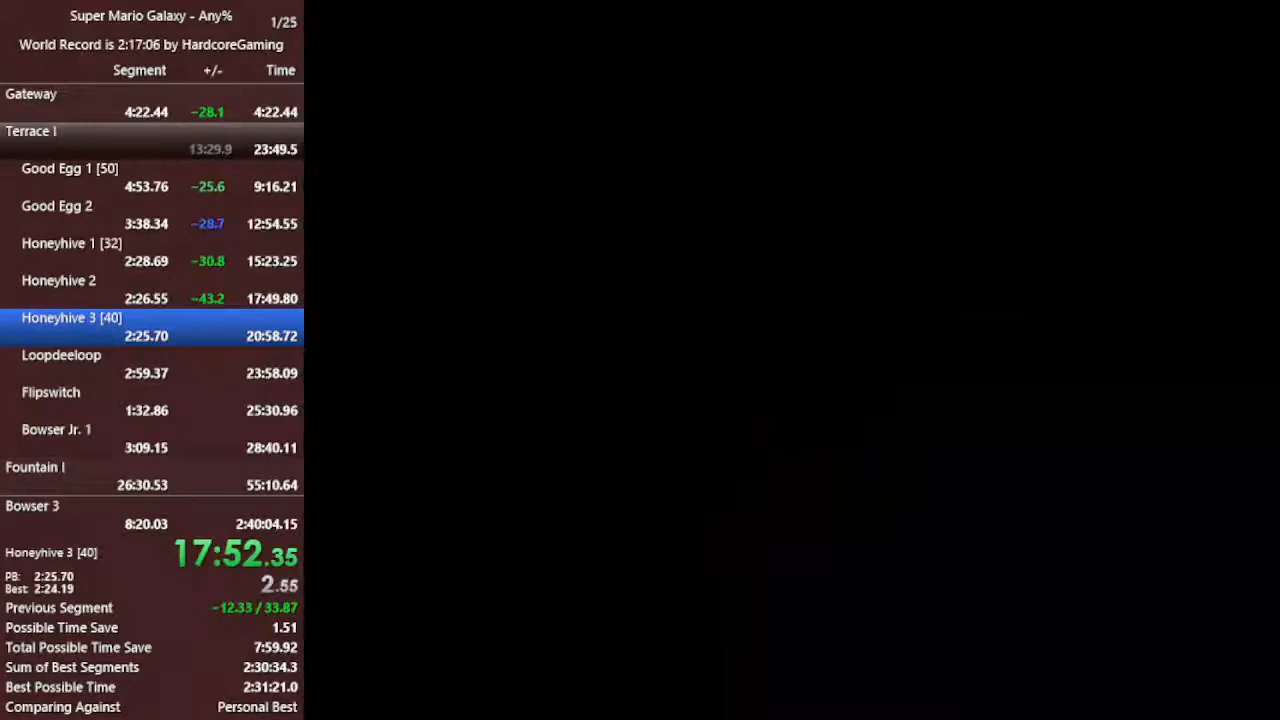 Super Mario Galaxy - Any%
1/25
World Record is 2:17:06 by HardcoreGaming
Segment +/- Time
Gateway
4:22.44 −28.1 4:22.44
Terrace I
13:29.9 23:49.5
Good Egg 1 [50]
4:53.76 −25.6 9:16.21
Good Egg 2
3:38.34 −28.7 12:54.55
Honeyhive 1 [32]
2:28.69 −30.8 15:23.25
Honeyhive 2
2:26.55 −43.2 17:49.80
Honeyhive 3 [40]
2:25.70 20:58.72
Loopdeeloop
2:59.37 23:58.09
Flipswitch
1:32.86 25:30.96
Bowser Jr. 1
3:09.15 28:40.11
Fountain I
26:30.53 55:10.64
Bowser 3
8:20.03 2:40:04.15
Honeyhive 3 [40] 17:52.35
PB: 2:25.70
Best: 2:24.19
2.55
Previous Segment −12.33 / 33.87
Possible Time Save 1.51
Total Possible Time Save 7:59.92
Sum of Best Segments 2:30:34.3
Best Possible Time 2:31:21.0
Comparing Against Personal Best